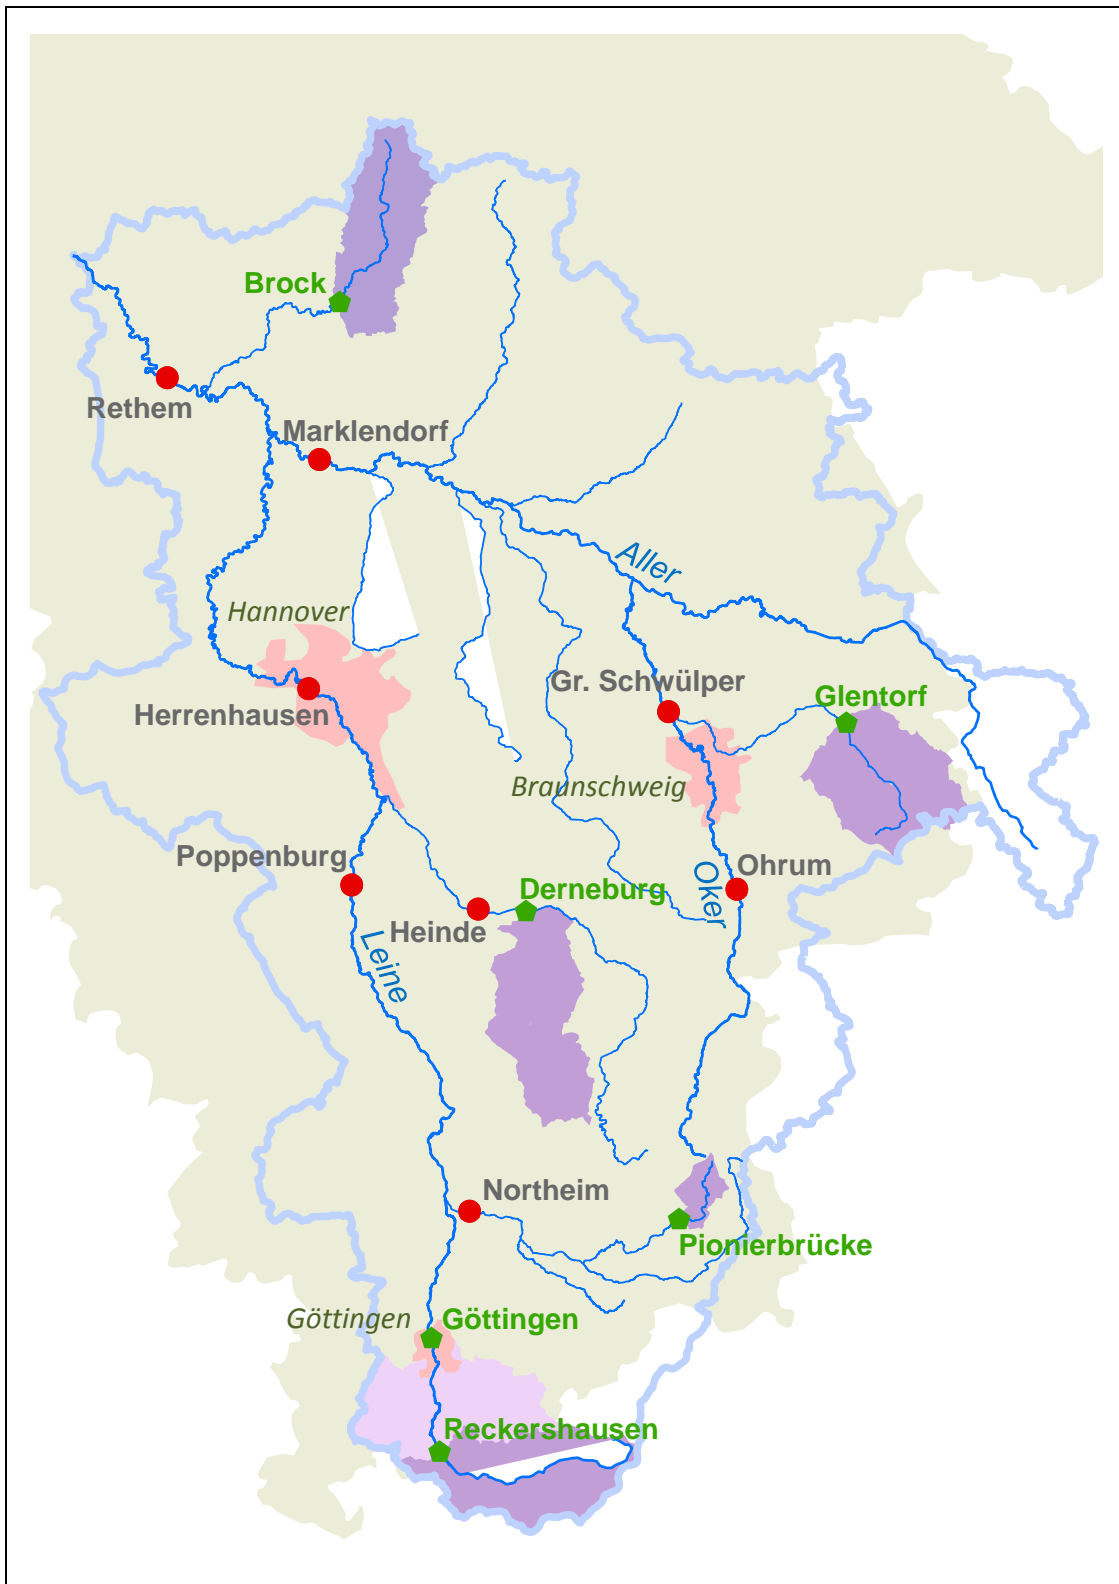 Brock
Rethem
Marklendorf
Aller
Hannover
Gr. Schwülper
Glentorf
Herrenhausen
Braunschweig
Poppenburg
Ohrum
Derneburg
Oker
Heinde
Leine
Northeim
Pionierbrücke
Göttingen
Göttingen
Reckershausen